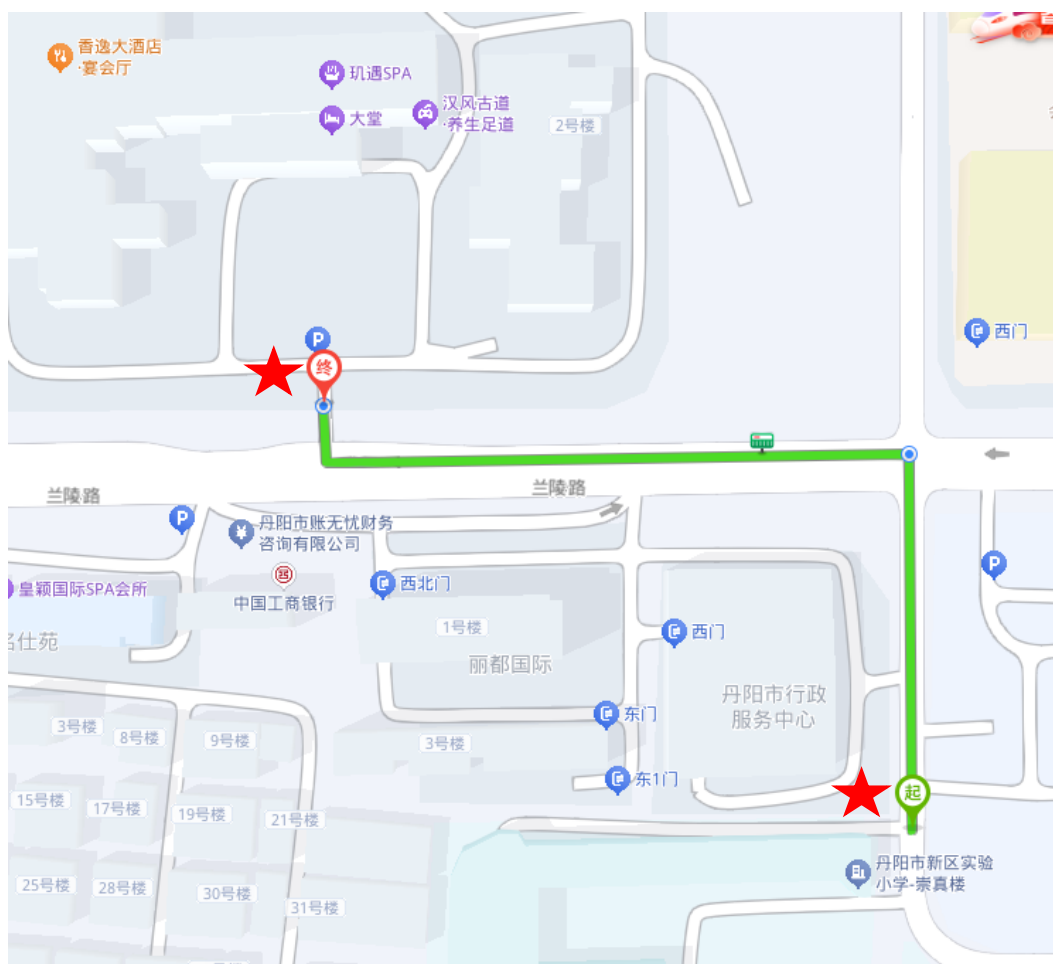 香逸大酒店
·宴会厅
玑遇SPA
大堂
汉风古道
·养生足道
2号楼
西门
P
终
兰陵路
兰陵路
P
丹阳市账无忧财务
咨询有限公司
P
皇颖国际SPA会所
中国工商银行
西北门
1号楼
丽都国际
西门
名仕苑
丹阳市行政
服务中心
东门
3号楼
8号楼
9号楼
3号楼
东1门
起
15号楼
17号楼
19号楼
21号楼
丹阳市新区实验
小学-崇真楼
25号楼
28号楼
30号楼
31号楼